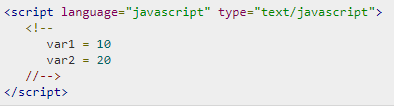 <script language="javascript" type="text/javascript">
   <!--
      var1 = 10
      var2 = 20
   //-->
</script>